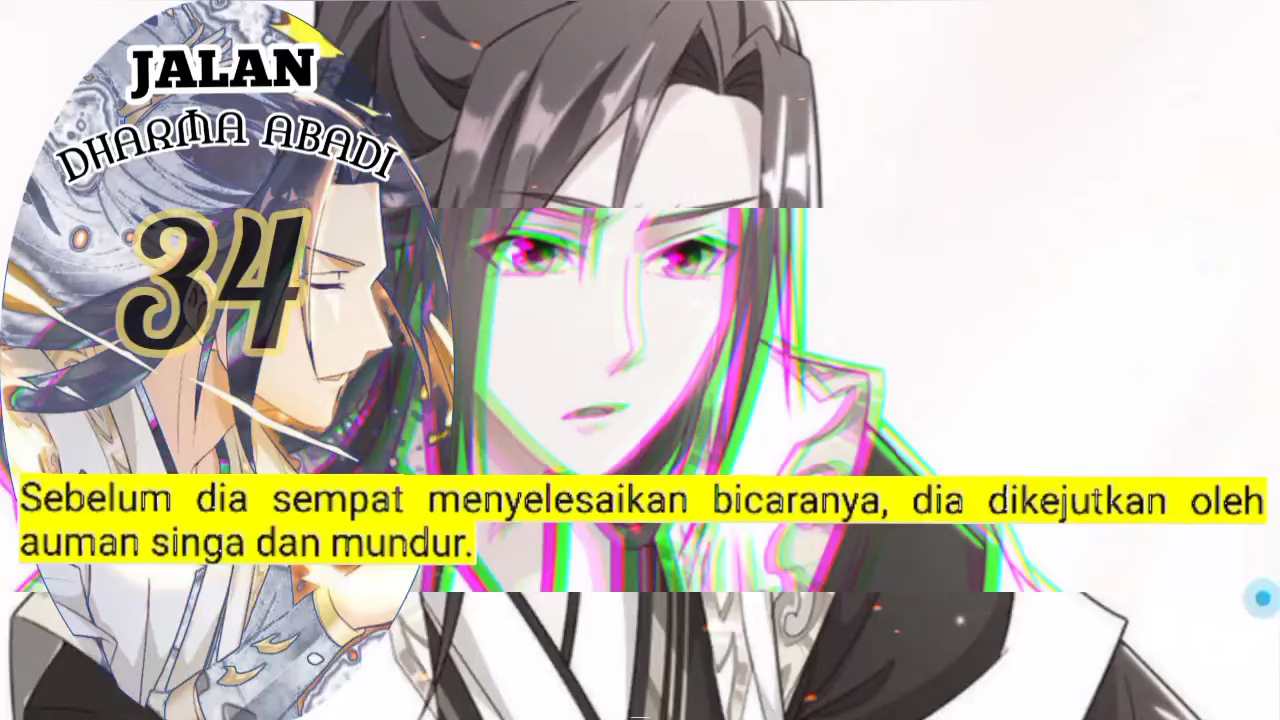 JALAN
DHARMA ABADI
34
Sebelum dia sempat menyelesaikan bicaranya, dia dikejutkan oleh
auman singa dan mundur.